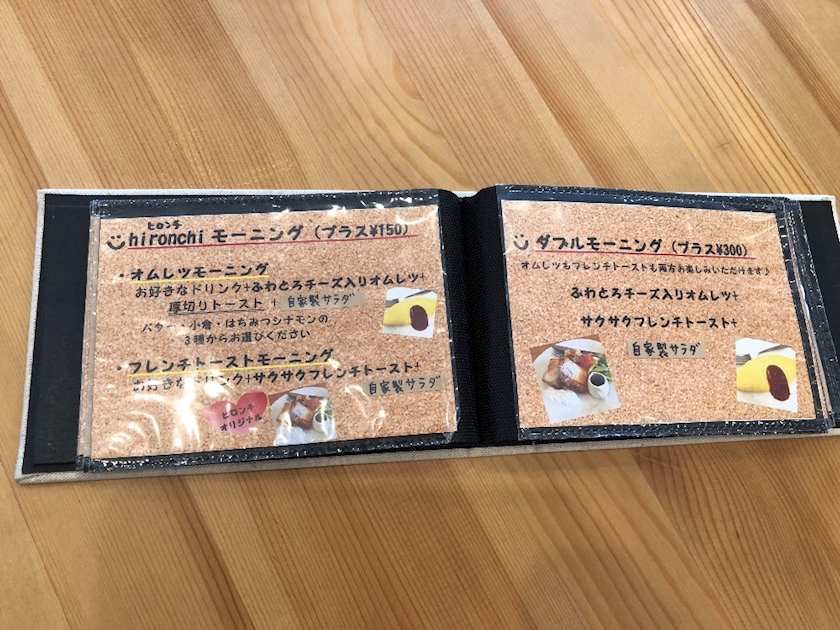 ヒロンチ
hironchi モーニング (プラス¥150)
・オムレツモーニング
お好きなドリンク+ふわとろチーズ入りオムレツ+
厚切りトースト + 自家製サラダ
バター・小倉・はちみつシナモンの
3種からお選びください
・フレンチトーストモーニング
お好きなドリンク+サクサクフレンチトースト+
自家製サラダ
ヒロンチ
オリジナル
ダブルモーニング (プラス¥300)
オムレツもフレンチトーストも両方お楽しみいただけます♪
ふわとろチーズ入りオムレツ+
サクサクフレンチトースト+
自家製サラダ